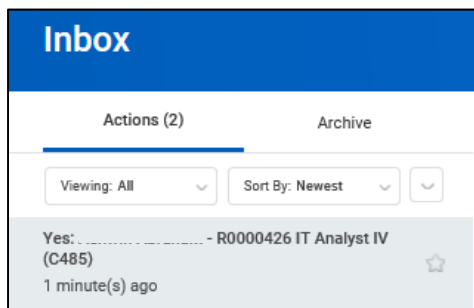 Inbox
Actions (2)
Archive
Viewing: All
Sort By: Newest
Yes: - R0000426 IT Analyst IV
(C485)
1 minute(s) ago